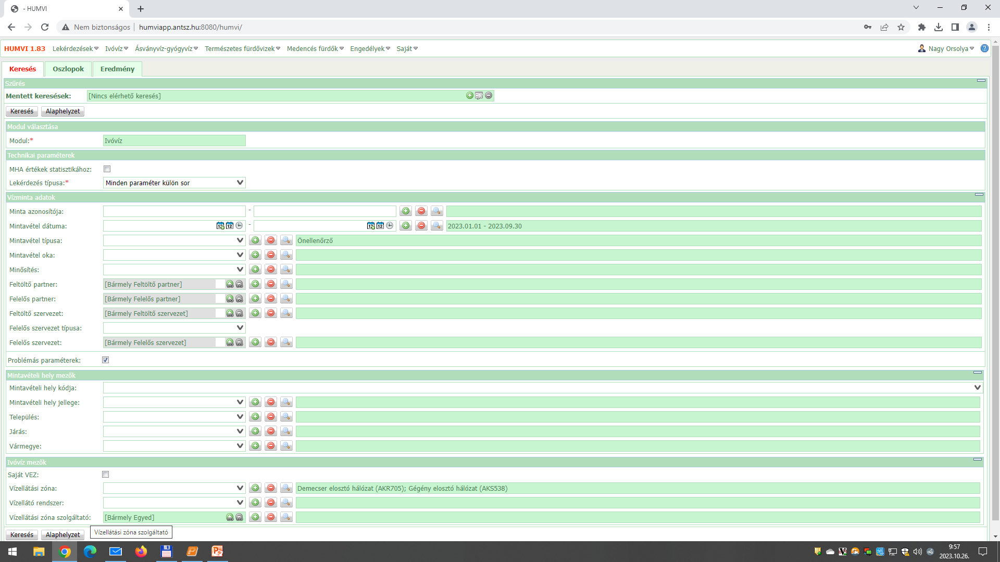 - HUMVI
Nem biztonságos humviapp.antsz.hu:8080/humvi/
HUMVI 1.83 Lekérdezések Ivóvíz Ásványvíz-gyógyvíz Természetes fürdővizek Medencés fürdők Engedélyek Saját Nagy Orsolya
Keresés Oszlopok Eredmény
Szűrés
Mentett keresések: [Nincs elérhető keresés]
Keresés Alaphelyzet
Modul választása
Modul:* Ivóvíz
Technikai paraméterek
MHA értékek statisztikához:
Lekérdezés típusa:* Minden paraméter külön sor
Vízminta adatok
Minta azonosítója: -
Mintavétel dátuma: 12 12 - 12 12 2023.01.01 - 2023.09.30
Mintavétel típusa: Önellenőrző
Mintavétel oka:
Minősítés:
Feltöltő partner: [Bármely Feltöltő partner]
Felelős partner: [Bármely Felelős partner]
Feltöltő szervezet: [Bármely Feltöltő szervezet]
Felelős szervezet típusa:
Felelős szervezet: [Bármely Felelős szervezet]
Problémás paraméterek:
Mintavételi hely mezők
Mintavételi hely kódja:
Mintavételi hely jellege:
Település:
Járás:
Vármegye:
Ivóvíz mezők
Saját VEZ:
Vízellátási zóna: Demecser elosztó hálózat (AKR705); Gégény elosztó hálózat (AKS538)
Vízellátó rendszer:
Vízellátási zóna szolgáltató: [Bármely Egyed]
Keresés Alaphelyzet Vízellátási zóna szolgáltató
9:57
2023.10.26.